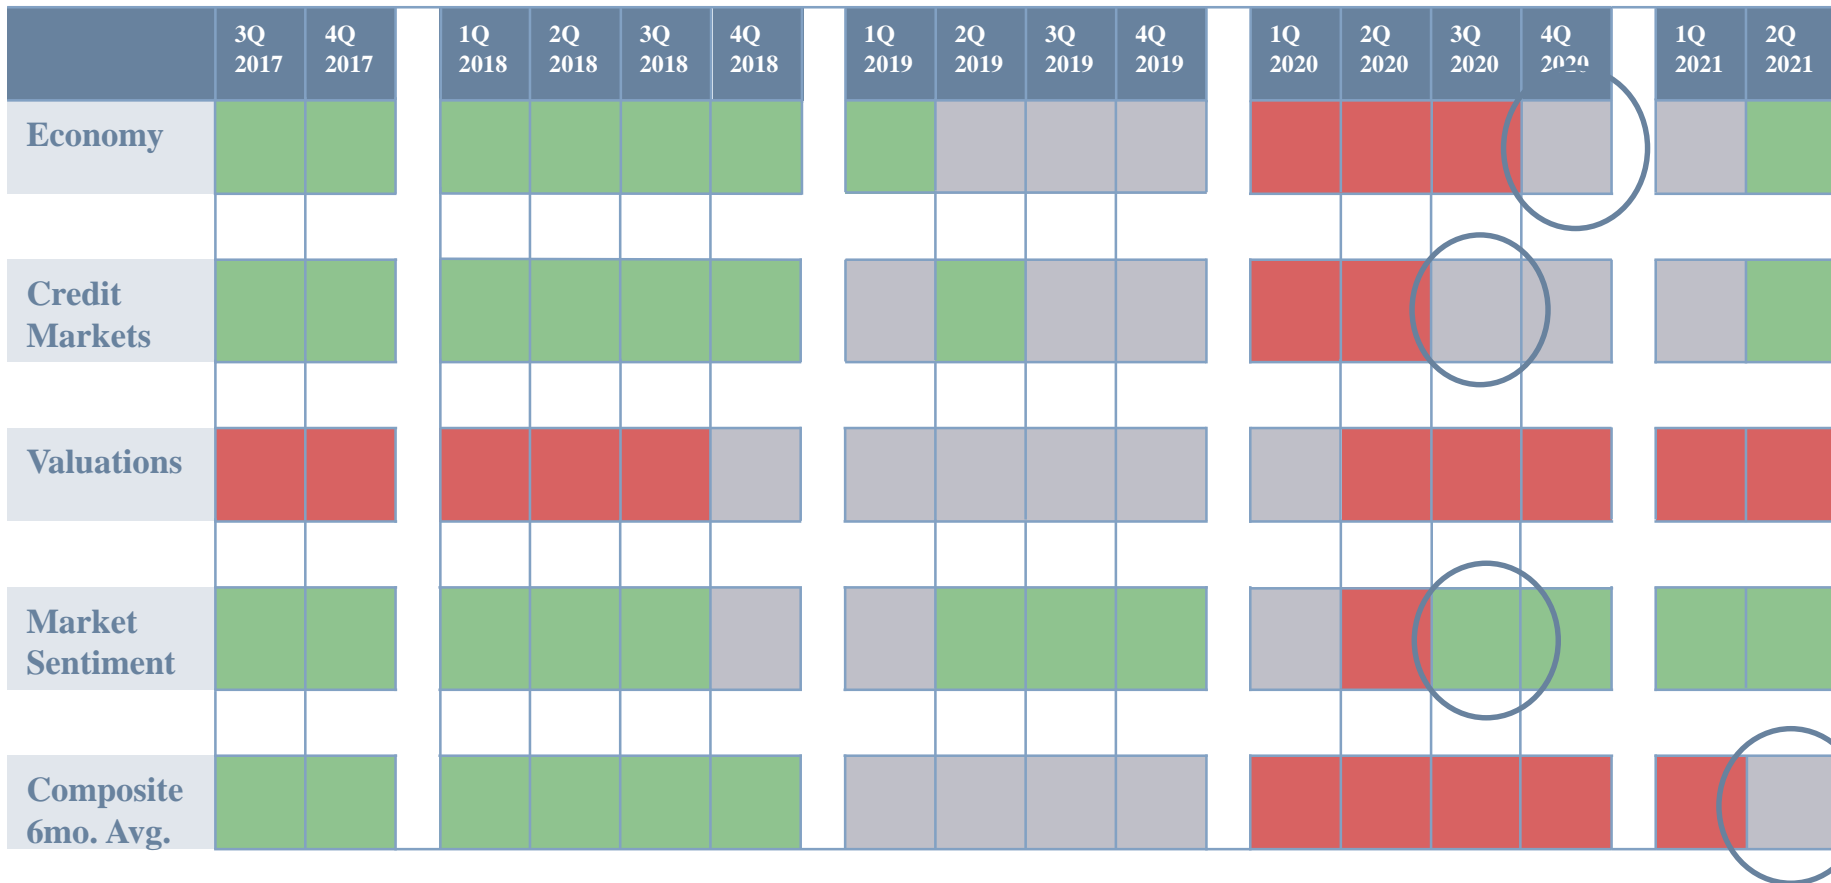 3Q 4Q 1Q 2Q 3Q 4Q 1Q 2Q 3Q 4Q 1Q 2Q 3Q 4Q 1Q 2Q
2017 2017 2018 2018 2018 2018 2019 2019 2019 2019 2020 2020 2020 2020 2021 2021
Economy
Credit
Markets
Valuations
Market
Sentiment
Composite
6mo. Avg.